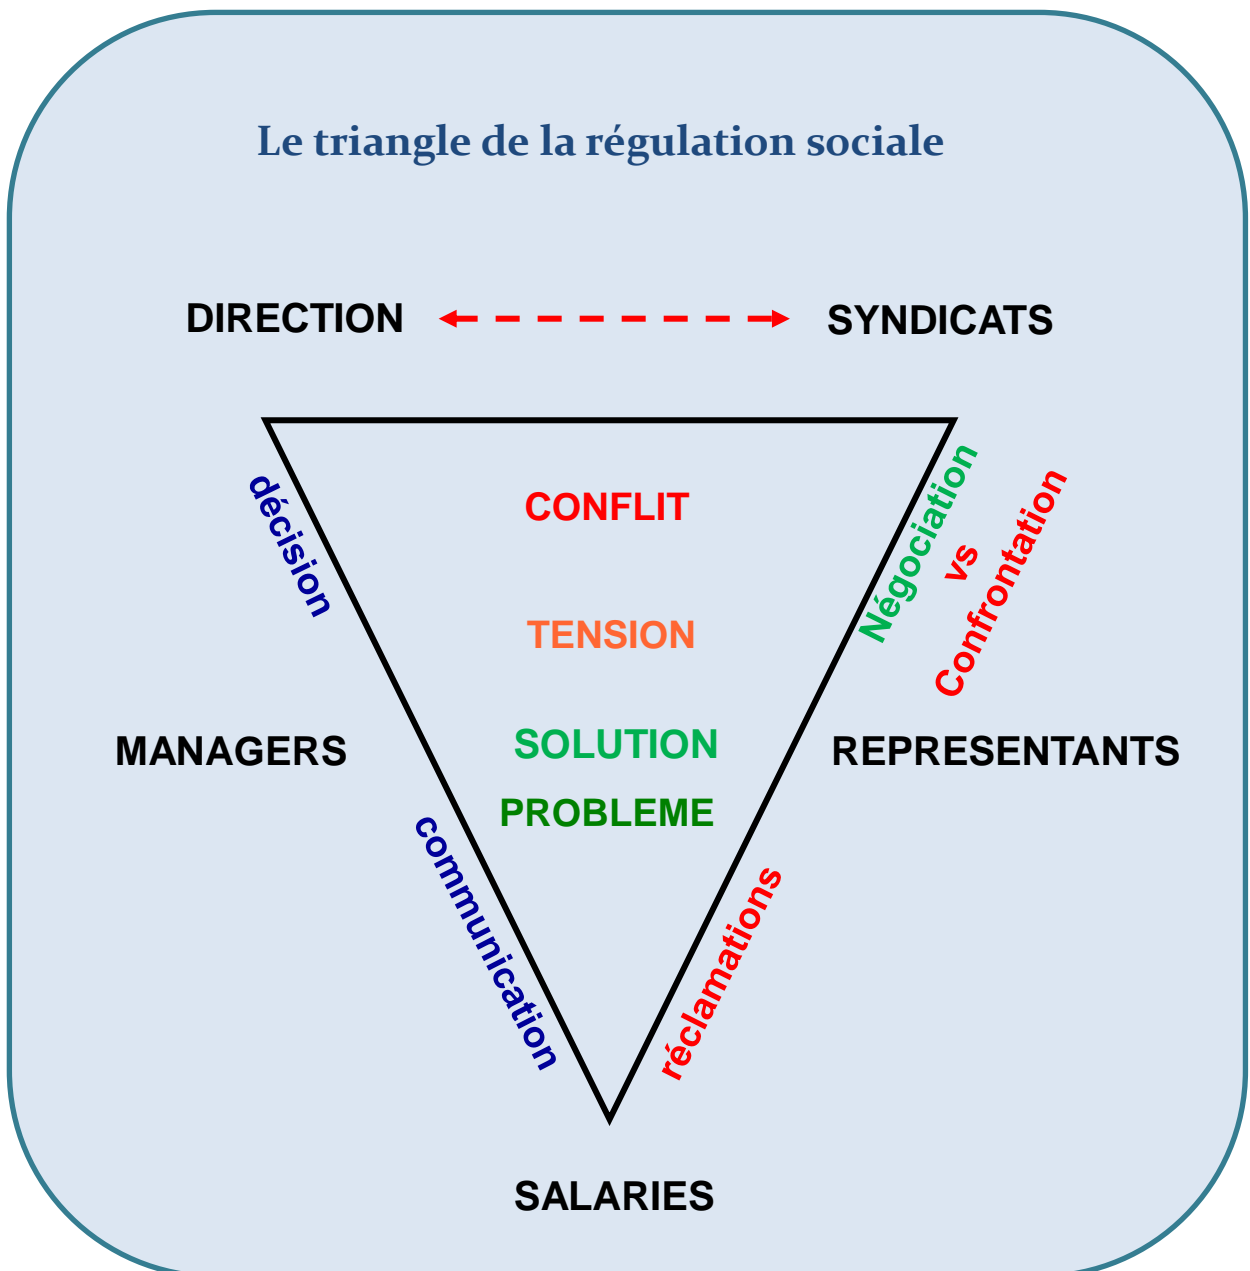 Le triangle de la régulation sociale
DIRECTION
SYNDICATS
CONFLIT
décision
Négociation
vs
Confrontation
TENSION
MANAGERS
SOLUTION
REPRESENTANTS
PROBLEME
communication
réclamations
SALARIES